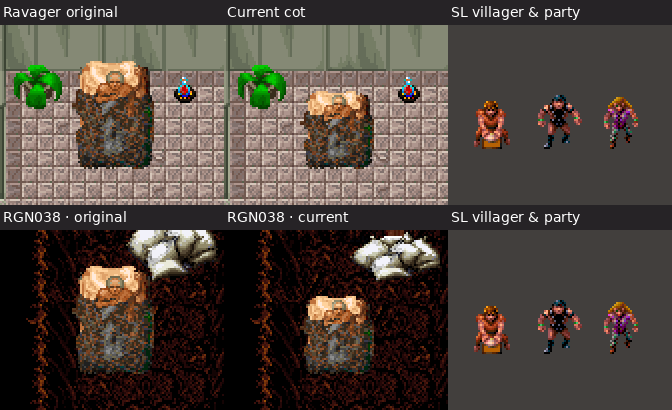 Ravager original
Current cot
SL villager & party
RGN038 · original
RGN038 · current
SL villager & party